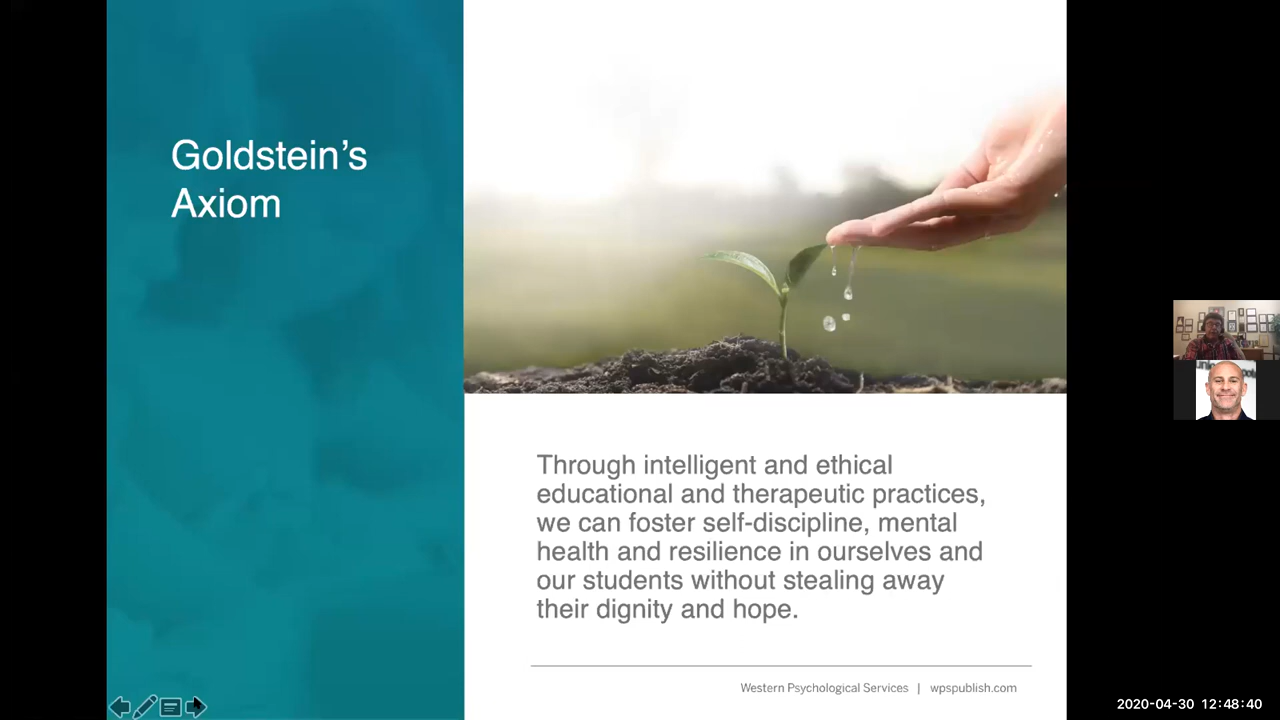 Goldstein’s
Axiom
Through intelligent and ethical
educational and therapeutic practices,
we can foster self-discipline, mental
health and resilience in ourselves and
our students without stealing away
their dignity and hope.
Western Psychological Services | wpspublish.com
2020-04-30 12:48:40